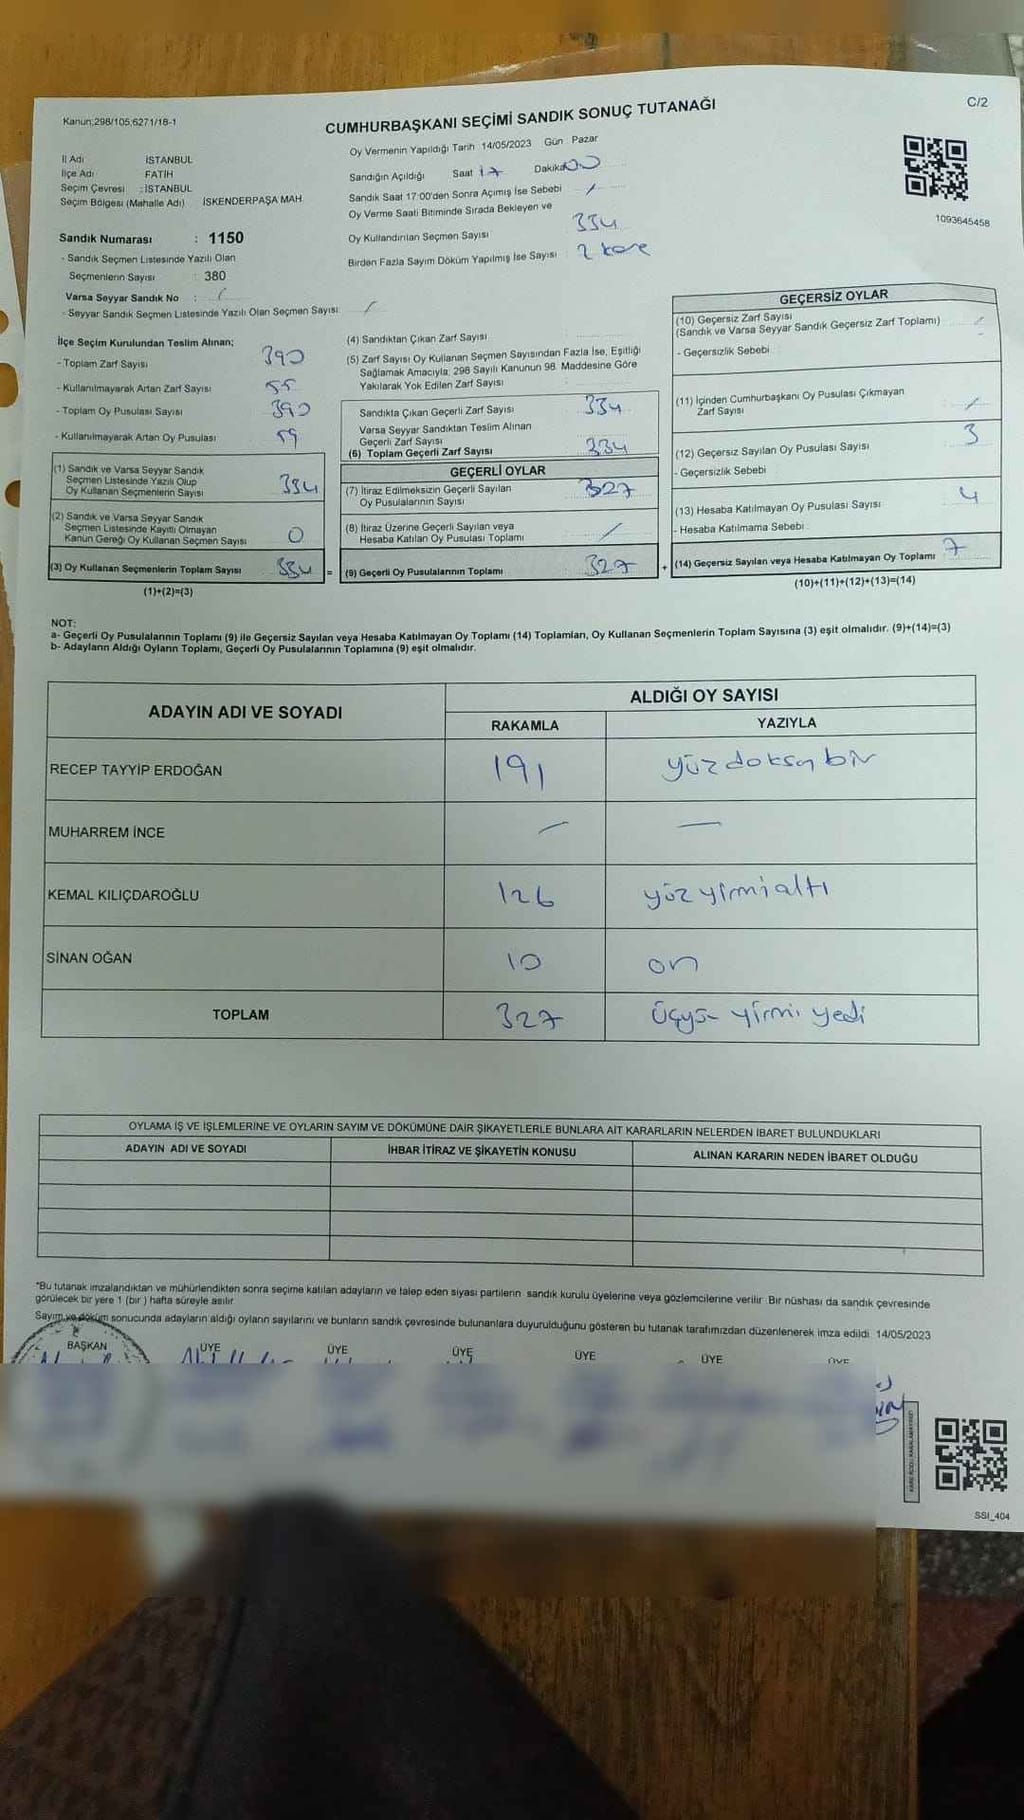 Kanun;298/105,6271/18-1
CUMHURBAŞKANI SEÇİMİ SANDIK SONUÇ TUTANAĞI
C/2
İl Adı İSTANBUL
İlçe Adı FATİH
Seçim Çevresi : İSTANBUL
Seçim Bölgesi (Mahalle Adı) İSKENDERPAŞA MAH.
Sandık Numarası : 1150
- Sandık Seçmen Listesinde Yazılı Olan
Seçmenlerin Sayısı : 380
Varsa Seyyar Sandık No : /
- Seyyar Sandık Seçmen Listesinde Yazılı Olan Seçmen Sayısı: /
Oy Vermenin Yapıldığı Tarih 14/05/2023 Gün Pazar
Sandığın Açıldığı Saat 17 Dakika 00
Sandık Saat 17:00'den Sonra Açımış İse Sebebi /
Oy Verme Saati Bitiminde Sırada Bekleyen ve
Oy Kullandırılan Seçmen Sayısı 334
Birden Fazla Sayım Döküm Yapılmış İse Sayısı : 2 kere
1093645458
İlçe Seçim Kurulundan Teslim Alınan;
- Toplam Zarf Sayısı 390
- Kullanılmayarak Artan Zarf Sayısı 55
- Toplam Oy Pusulası Sayısı 390
- Kullanılmayarak Artan Oy Pusulası 59
(1) Sandık ve Varsa Seyyar Sandık
Seçmen Listesinde Yazılı Olup
Oy Kullanan Seçmenlerin Sayısı 334
(2) Sandık ve Varsa Seyyar Sandık
Seçmen Listesinde Kayıtlı Olmayan
Kanun Gereği Oy Kullanan Seçmen Sayısı 0
(3) Oy Kullanan Seçmenlerin Toplam Sayısı 334 =
(1)+(2)=(3)
(4) Sandıktan Çıkan Zarf Sayısı
(5) Zarf Sayısı Oy Kullanan Seçmen Sayısından Fazla İse, Eşitliği
Sağlamak Amacıyla, 298 Sayılı Kanunun 98. Maddesine Göre
Yakılarak Yok Edilen Zarf Sayısı
Sandıkta Çıkan Geçerli Zarf Sayısı 334
Varsa Seyyar Sandıktan Teslim Alınan
Geçerli Zarf Sayısı
(6) Toplam Geçerli Zarf Sayısı 334
GEÇERLİ OYLAR
(7) İtiraz Edilmeksizin Geçerli Sayılan
Oy Pusulalarının Sayısı 327
(8) İtiraz Üzerine Geçerli Sayılan veya
Hesaba Katılan Oy Pusulası Toplamı /
(9) Geçerli Oy Pusulalarının Toplamı 327 +
GEÇERSİZ OYLAR
(10) Geçersiz Zarf Sayısı
(Sandık ve Varsa Seyyar Sandık Geçersiz Zarf Toplamı) /
- Geçersizlik Sebebi
(11) İçinden Cumhurbaşkanı Oy Pusulası Çıkmayan
Zarf Sayısı /
(12) Geçersiz Sayılan Oy Pusulası Sayısı 3
- Geçersizlik Sebebi
(13) Hesaba Katılmayan Oy Pusulası Sayısı 4
- Hesaba Katılmama Sebebi
(14) Geçersiz Sayılan veya Hesaba Katılmayan Oy Toplamı 7
(10)+(11)+(12)+(13)=(14)
NOT:
a- Geçerli Oy Pusulalarının Toplamı (9) ile Geçersiz Sayılan veya Hesaba Katılmayan Oy Toplamı (14) Toplamları, Oy Kullanan Seçmenlerin Toplam Sayısına (3) eşit olmalıdır. (9)+(14)=(3)
b- Adayların Aldığı Oyların Toplamı, Geçerli Oy Pusulalarının Toplamına (9) eşit olmalıdır.
ADAYIN ADI VE SOYADI
ALDIĞI OY SAYISI
RAKAMLA YAZIYLA
RECEP TAYYİP ERDOĞAN 191 yüzdoksanbir
MUHARREM İNCE - -
KEMAL KILIÇDAROĞLU 126 yüzyirmialtı
SİNAN OĞAN 10 on
TOPLAM 327 üçyüz yirmi yedi
OYLAMA İŞ VE İŞLEMLERİNE VE OYLARIN SAYIM VE DÖKÜMÜNE DAİR ŞİKAYETLERLE BUNLARA AİT KARARLARIN NELERDEN İBARET BULUNDUKLARI
ADAYIN ADI VE SOYADI İHBAR İTİRAZ VE ŞİKAYETİN KONUSU ALINAN KARARIN NEDEN İBARET OLDUĞU
*Bu tutanak imzalandıktan ve mühürlendikten sonra seçime katılan adayların ve talep eden siyasi partilerin sandık kurulu üyelerine veya gözlemcilerine verilir. Bir nüshası da sandık çevresinde
görülecek bir yere 1 (bir ) hafta süreyle asılır.
Sayım ve döküm sonucunda adayların aldığı oyların sayılarını ve bunların sandık çevresinde bulunanlara duyurulduğunu gösteren bu tutanak tarafımızdan düzenlenerek imza edildi. 14/05/2023
BAŞKAN ÜYE ÜYE ÜYE ÜYE ÜYE ÜYE
SSI_404